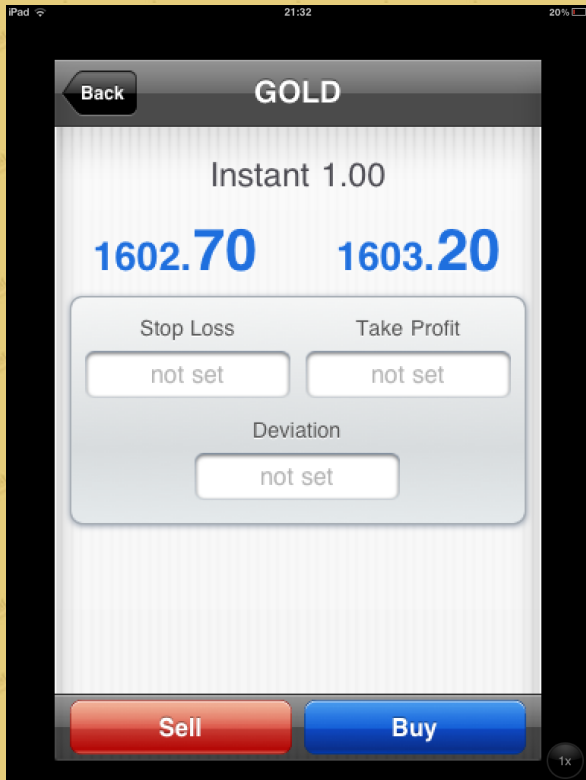 iPad 21:32 20%
Back GOLD
Instant 1.00
1602.70 1603.20
Stop Loss Take Profit
not set not set
Deviation
not set
Sell Buy
1x